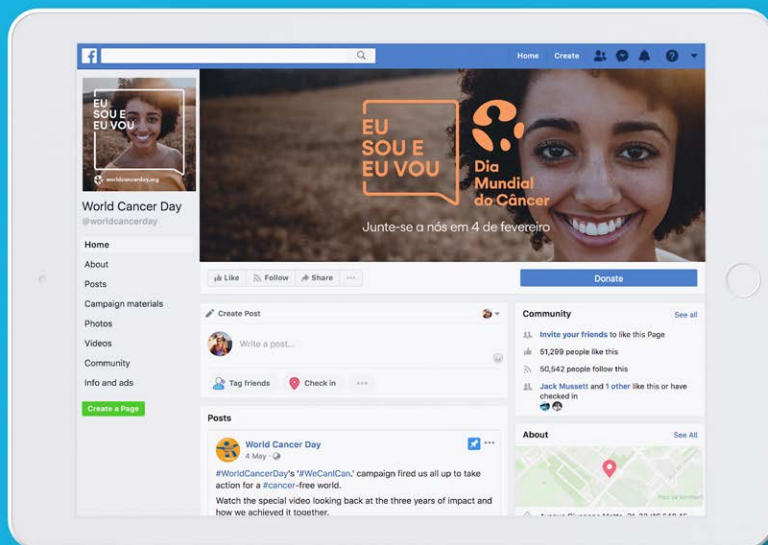 Home Create
EU
SOU E
EU VOU
worldcancerday.org
EU
SOU E
EU VOU
Dia
Mundial
do Câncer
Junte-se a nós em 4 de fevereiro
World Cancer Day
@worldcancerday
Home
About
Posts
Campaign materials
Photos
Videos
Community
Info and ads
Create a Page
Like Follow Share
Donate
Create Post
Write a post...
Tag friends Check in
Posts
World Cancer Day
4 May
#WorldCancerDay's '#WeCanICan.' campaign fired us all up to take
action for a #cancer-free world.
Watch the special video looking back at the three years of impact and
how we achieved it together.
Community See all
Invite your friends to like this Page
51,299 people like this
50,542 people follow this
Jack Mussett and 1 other like this or have
checked in
About See All